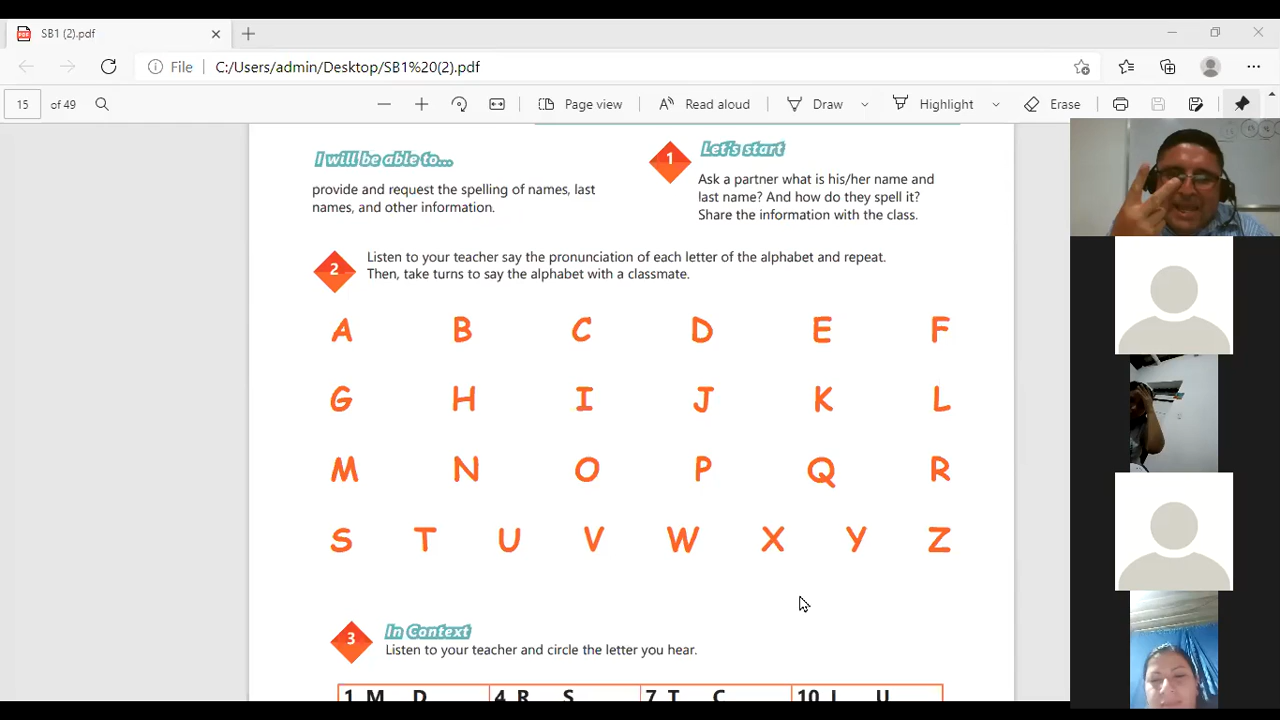 SB1 (2).pdf
File C:/Users/admin/Desktop/SB1%20(2).pdf
15 of 49 Page view Read aloud Draw Highlight Erase
I will be able to...
provide and request the spelling of names, last
names, and other information.
1 Let's start
Ask a partner what is his/her name and
last name? And how do they spell it?
Share the information with the class.
2 Listen to your teacher say the pronunciation of each letter of the alphabet and repeat.
Then, take turns to say the alphabet with a classmate.
A B C D E F
G H I J K L
M N O P Q R
S T U V W X Y Z
3 In Context
Listen to your teacher and circle the letter you hear.
1 M D 4 R S 7 T C 10 U